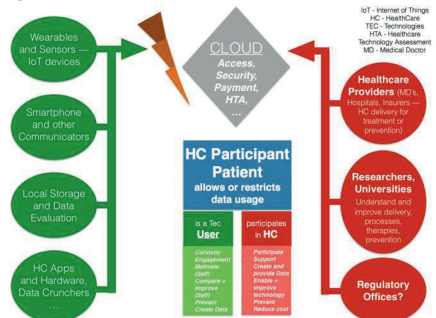 IoT - Internet of Things
HC - HealthCare
TEC - Technologies
HTA - Healthcare
Technology Assessment
MD - Medical Doctor
Wearables
and Sensors —
IoT devices
Smartphone
and other
Communicators
Local Storage
and Data
Evaluation
HC Apps
and Hardware,
Data Crunchers
...
CLOUD
Access,
Security,
Payment,
HTA,
...
HC Participant
Patient
allows or restricts
data usage
is a Tec
User
Curiosity
Engagement
Motivate
(Self)
Compare +
Improve
(Self)
Prevent
Create Data
participates
in HC
Participate
Support
Create and
provide Data
Enable +
improve
technology
Prevent
Reduce cost
Healthcare
Providers (MD's,
Hospitals, Insurers —
HC delivery for
treatment or
prevention)
Researchers,
Universities
Understand and
improve delivery,
processes,
therapies,
prevention
Regulatory
Offices?